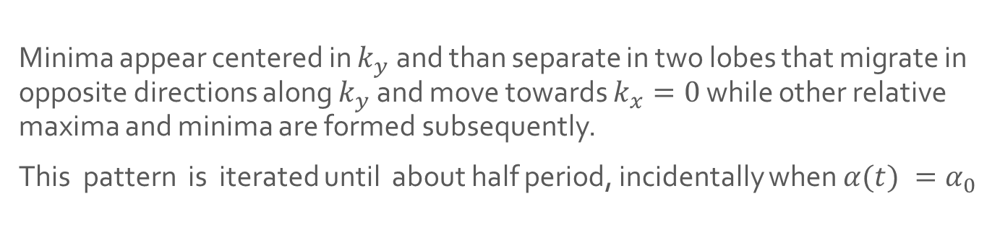 Minima appear centered in k_y and than separate in two lobes that migrate in
opposite directions along k_y and move towards k_x = 0 while other relative
maxima and minima are formed subsequently.
This pattern is iterated until about half period, incidentally when α(t) = α₀